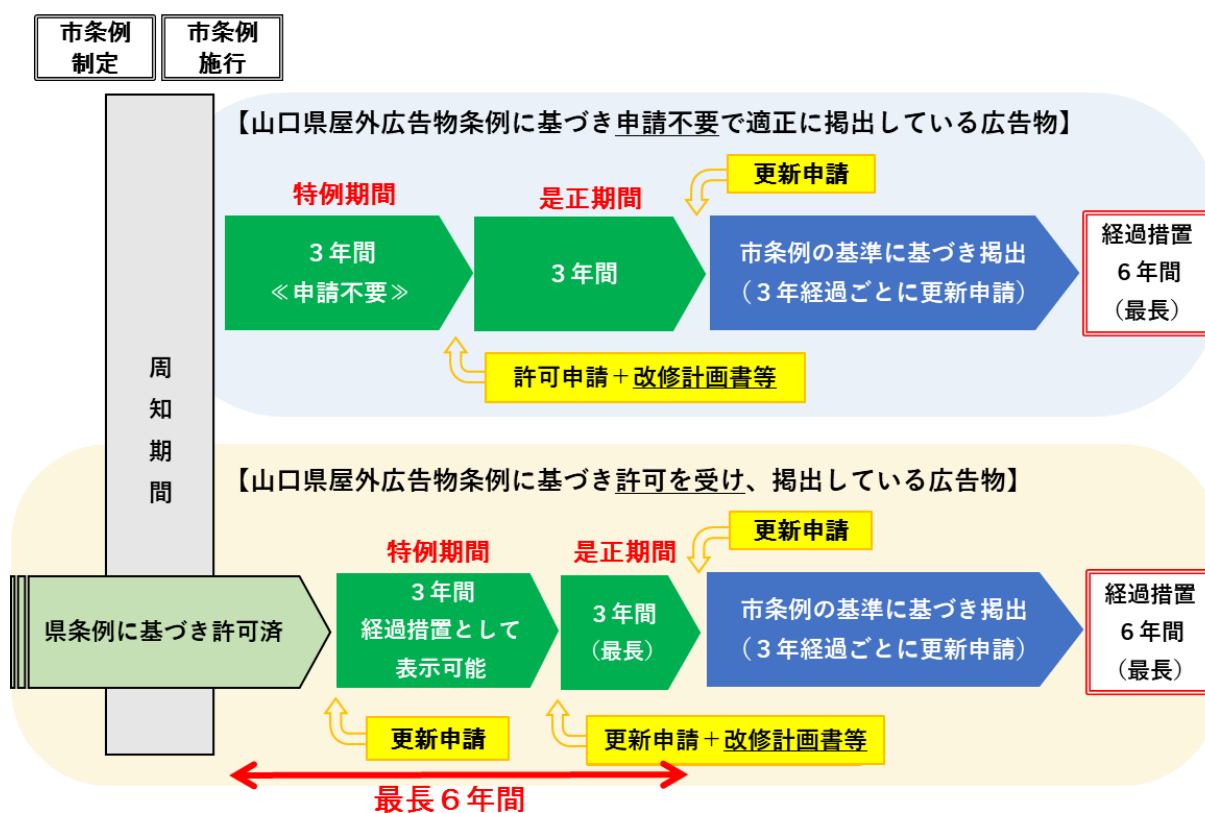 市条例
制定
市条例
施行
周知期間
【山口県屋外広告物条例に基づき申請不要で適正に掲出している広告物】
更新申請
特例期間
是正期間
３年間
≪申請不要≫
３年間
市条例の基準に基づき掲出
（３年経過ごとに更新申請）
経過措置
６年間
（最長）
許可申請＋改修計画書等
【山口県屋外広告物条例に基づき許可を受け、掲出している広告物】
更新申請
特例期間
是正期間
県条例に基づき許可済
３年間
経過措置として
表示可能
３年間
（最長）
市条例の基準に基づき掲出
（３年経過ごとに更新申請）
経過措置
６年間
（最長）
更新申請
更新申請＋改修計画書等
最長６年間